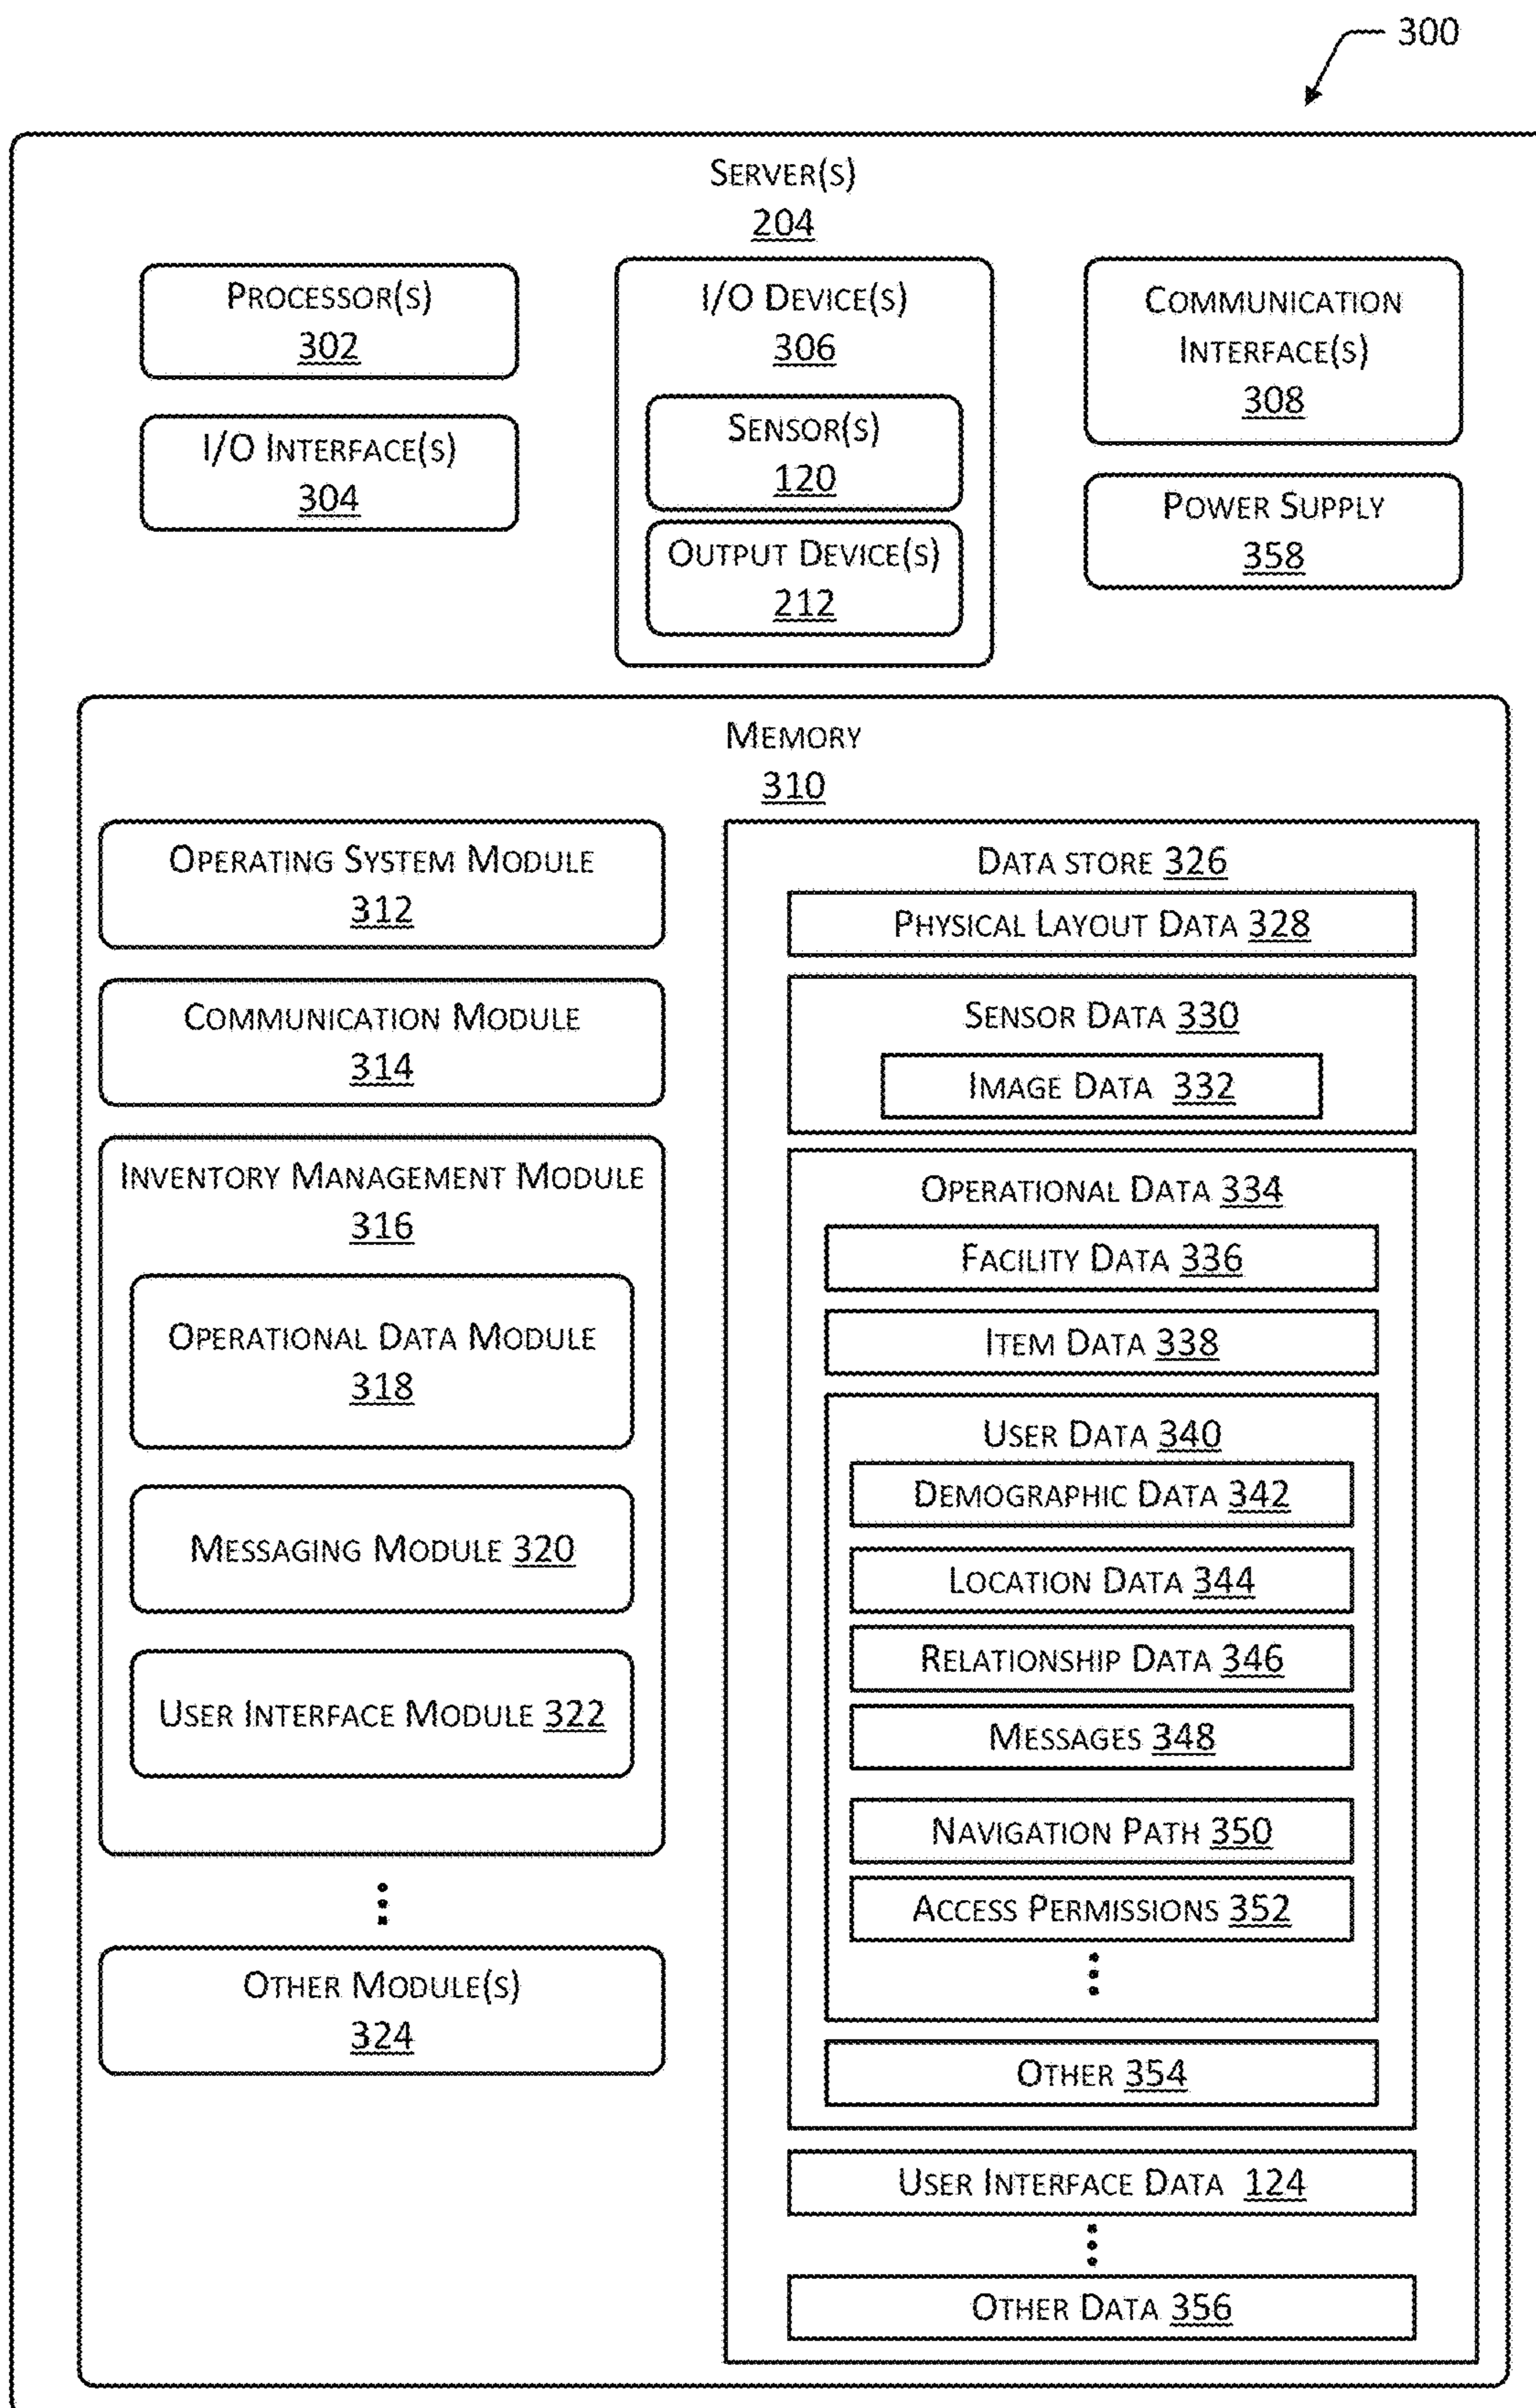 300
SERVER(S)
204
PROCESSOR(S)
302
I/O INTERFACE(S)
304
I/O DEVICE(S)
306
SENSOR(S)
120
OUTPUT DEVICE(S)
212
COMMUNICATION
INTERFACE(S)
308
POWER SUPPLY
358
MEMORY
310
OPERATING SYSTEM MODULE
312
COMMUNICATION MODULE
314
INVENTORY MANAGEMENT MODULE
316
OPERATIONAL DATA MODULE
318
MESSAGING MODULE 320
USER INTERFACE MODULE 322
OTHER MODULE(S)
324
DATA STORE 326
PHYSICAL LAYOUT DATA 328
SENSOR DATA 330
IMAGE DATA 332
OPERATIONAL DATA 334
FACILITY DATA 336
ITEM DATA 338
USER DATA 340
DEMOGRAPHIC DATA 342
LOCATION DATA 344
RELATIONSHIP DATA 346
MESSAGES 348
NAVIGATION PATH 350
ACCESS PERMISSIONS 352
OTHER 354
USER INTERFACE DATA 124
OTHER DATA 356